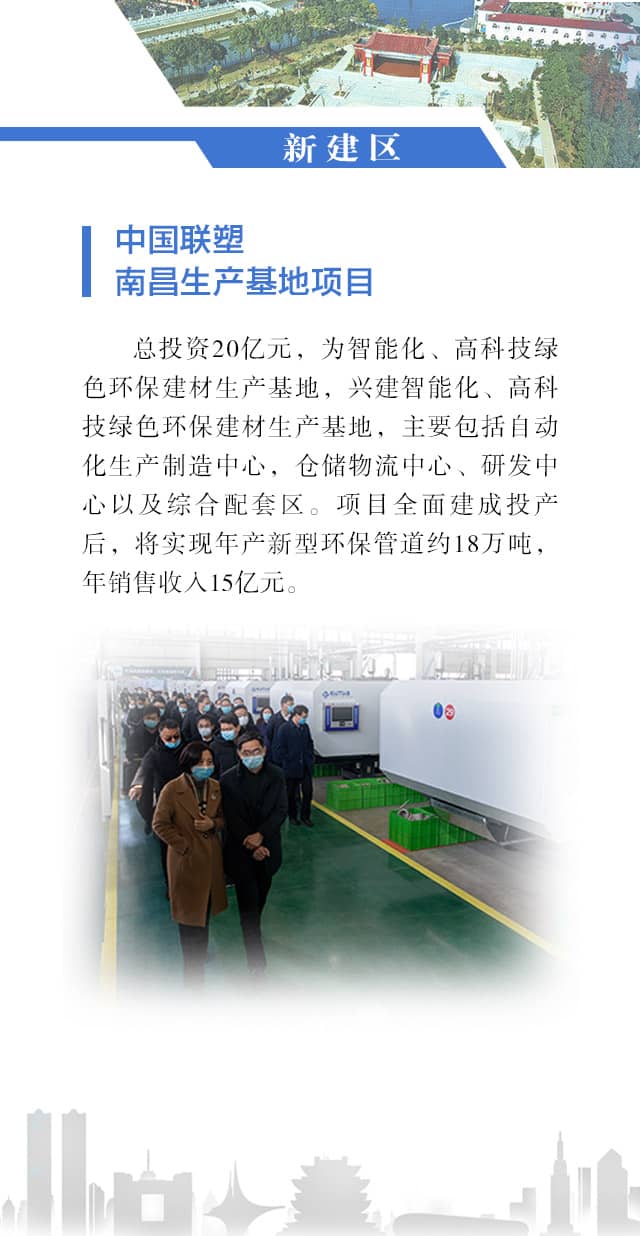 新建区
中国联塑
南昌生产基地项目
总投资20亿元，为智能化、高科技绿
色环保建材生产基地，兴建智能化、高科
技绿色环保建材生产基地，主要包括自动
化生产制造中心，仓储物流中心、研发中
心以及综合配套区。项目全面建成投产
后，将实现年产新型环保管道约18万吨，
年销售收入15亿元。
29